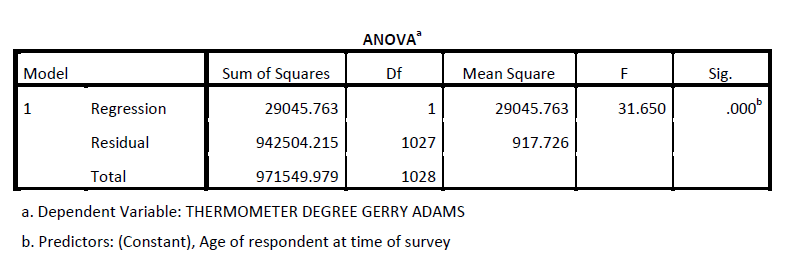 ANOVAa
Model Sum of Squares Df Mean Square F Sig.
1 Regression 29045.763 1 29045.763 31.650 .000b
Residual 942504.215 1027 917.726
Total 971549.979 1028
a. Dependent Variable: THERMOMETER DEGREE GERRY ADAMS
b. Predictors: (Constant), Age of respondent at time of survey